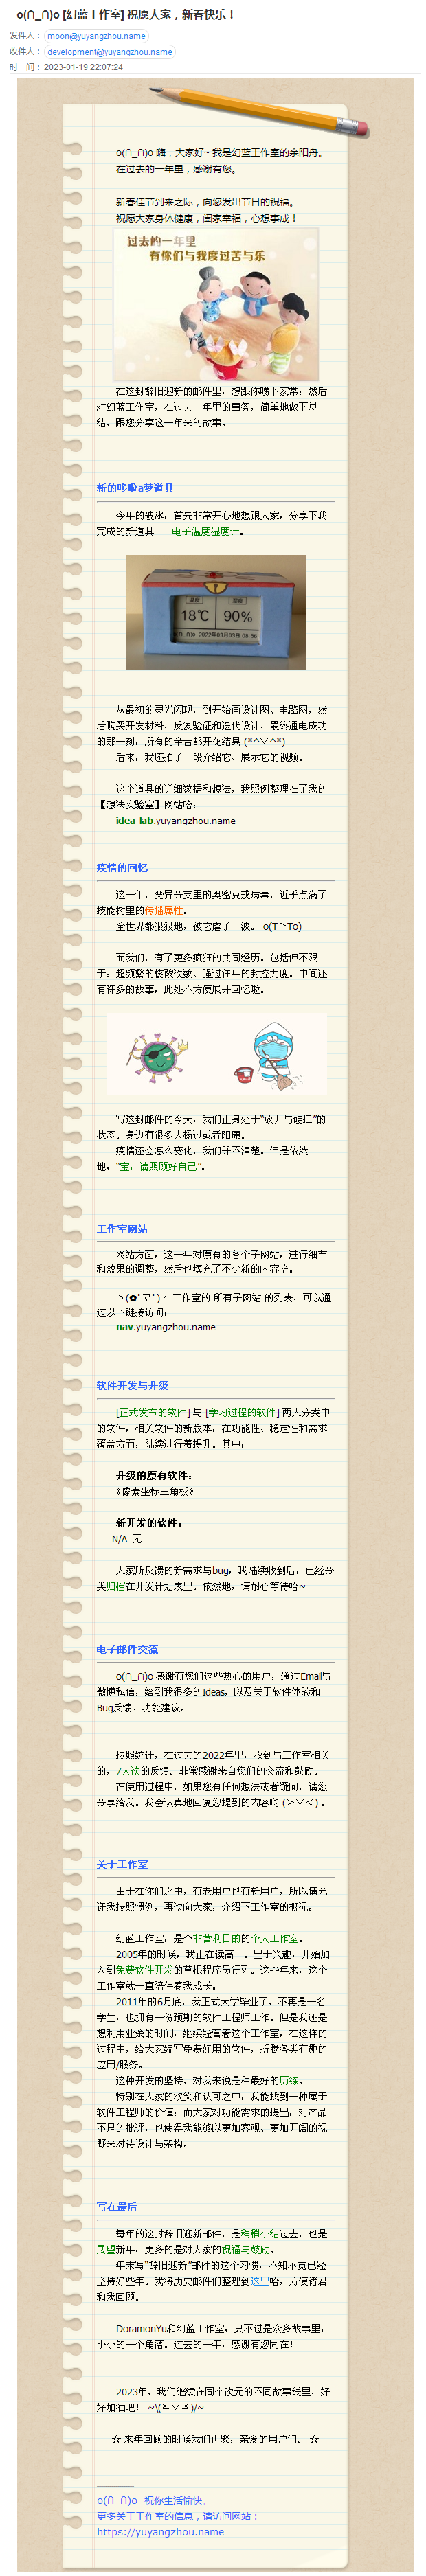 o(∩_∩)o [幻蓝工作室] 祝愿大家，新春快乐！
发件人：moon@yuyangzhou.name
收件人：development@yuyangzhou.name
时　间：2023-01-19 22:07:24
o(∩_∩)o 嗨，大家好~ 我是幻蓝工作室的余阳舟。
在过去的一年里，感谢有您。
新春佳节到来之际，向您发出节日的祝福。
祝愿大家身体健康，阖家幸福，心想事成！
过去的一年里
有你们与我度过苦与乐
在这封辞旧迎新的邮件里，想跟你唠下家常；然后
对幻蓝工作室，在过去一年里的事务，简单地做下总
结，跟您分享这一年来的故事。
新的哆啦a梦道具
今年的破冰，首先非常开心地想跟大家，分享下我
完成的新道具——电子温度湿度计。
温度
湿度
18℃
90%
从最初的灵光闪现，到开始画设计图、电路图，然
后购买开发材料，反复验证和迭代设计，最终通电成功
的那一刻，所有的辛苦都开花结果 (*^▽^*)
后来，我还拍了一段介绍它、展示它的视频。
这个道具的详细数据和想法，我照例整理在了我的
【想法实验室】网站哈：
idea-lab.yuyangzhou.name
疫情的回忆
这一年，变异分支里的奥密克戎病毒，近乎点满了
技能树里的传播属性。
全世界都狠狠地，被它虐了一波。 o(T^To)
而我们，有了更多疯狂的共同经历。包括但不限
于：超频繁的核酸次数、强过往年的封控力度。中间还
有许多的故事，此处不方便展开回忆啦。
写这封邮件的今天，我们正身处于“放开与硬扛”的
状态。身边有很多人杨过或者阳康。
疫情还会怎么变化，我们并不清楚。但是依然
地，“宝，请照顾好自己”。
工作室网站
网站方面，这一年对原有的各个子网站，进行细节
和效果的调整，然后也填充了不少新的内容哈。
ヽ(✿ﾟ▽ﾟ)ノ 工作室的 所有子网站 的列表，可以通
过以下链接访问：
nav.yuyangzhou.name
软件开发与升级
[正式发布的软件] 与 [学习过程的软件] 两大分类中
的软件，相关软件的新版本，在功能性、稳定性和需求
覆盖方面，陆续进行着提升。其中：
升级的原有软件：
《像素坐标三角板》
新开发的软件：
N/A 无
大家所反馈的新需求与bug，我陆续收到后，已经分
类归档在开发计划表里。依然地，请耐心等待哈~
电子邮件交流
o(∩_∩)o 感谢有您们这些热心的用户，通过Email与
微博私信，给到我很多的Ideas，以及关于软件体验和
Bug反馈、功能建议。
按照统计，在过去的2022年里，收到与工作室相关
的，7人次的反馈。非常感谢来自您们的交流和鼓励。
在使用过程中，如果您有任何想法或者疑问，请您
分享给我。我会认真地回复您提到的内容哟 (＞▽＜) 。
关于工作室
由于在你们之中，有老用户也有新用户，所以请允
许我按照惯例，再次向大家，介绍下工作室的概况。
幻蓝工作室，是个非营利目的的个人工作室。
2005年的时候，我正在读高一。出于兴趣，开始加
入到免费软件开发的草根程序员行列。这些年来，这个
工作室就一直陪伴着我成长。
2011年的6月底，我正式大学毕业了，不再是一名
学生，也拥有一份预期的软件工程师工作。但是我还是
想利用业余的时间，继续经营着这个工作室，在这样的
过程中，给大家编写免费好用的软件，折腾各类有趣的
应用/服务。
这种开发的坚持，对我来说是种最好的历练。
特别在大家的欢笑和认可之中，我能找到一种属于
软件工程师的价值；而大家对功能需求的提出，对产品
不足的批评，也使得我能够以更加客观、更加开阔的视
野来对待设计与架构。
写在最后
每年的这封辞旧迎新邮件，是稍稍小结过去，也是
展望新年，更多的是对大家的祝福与鼓励。
年末写“辞旧迎新”邮件的这个习惯，不知不觉已经
坚持好些年。我将历史邮件们整理到这里哈，方便诸君
和我回顾。
DoramonYu和幻蓝工作室，只不过是众多故事里，
小小的一个角落。过去的一年，感谢有您同在！
2023年，我们继续在同个次元的不同故事线里，好
好加油吧！ ~\(≧▽≦)/~
☆ 来年回顾的时候我们再聚，亲爱的用户们。 ☆
o(∩_∩)o 祝你生活愉快。
更多关于工作室的信息，请访问网站：
https://yuyangzhou.name